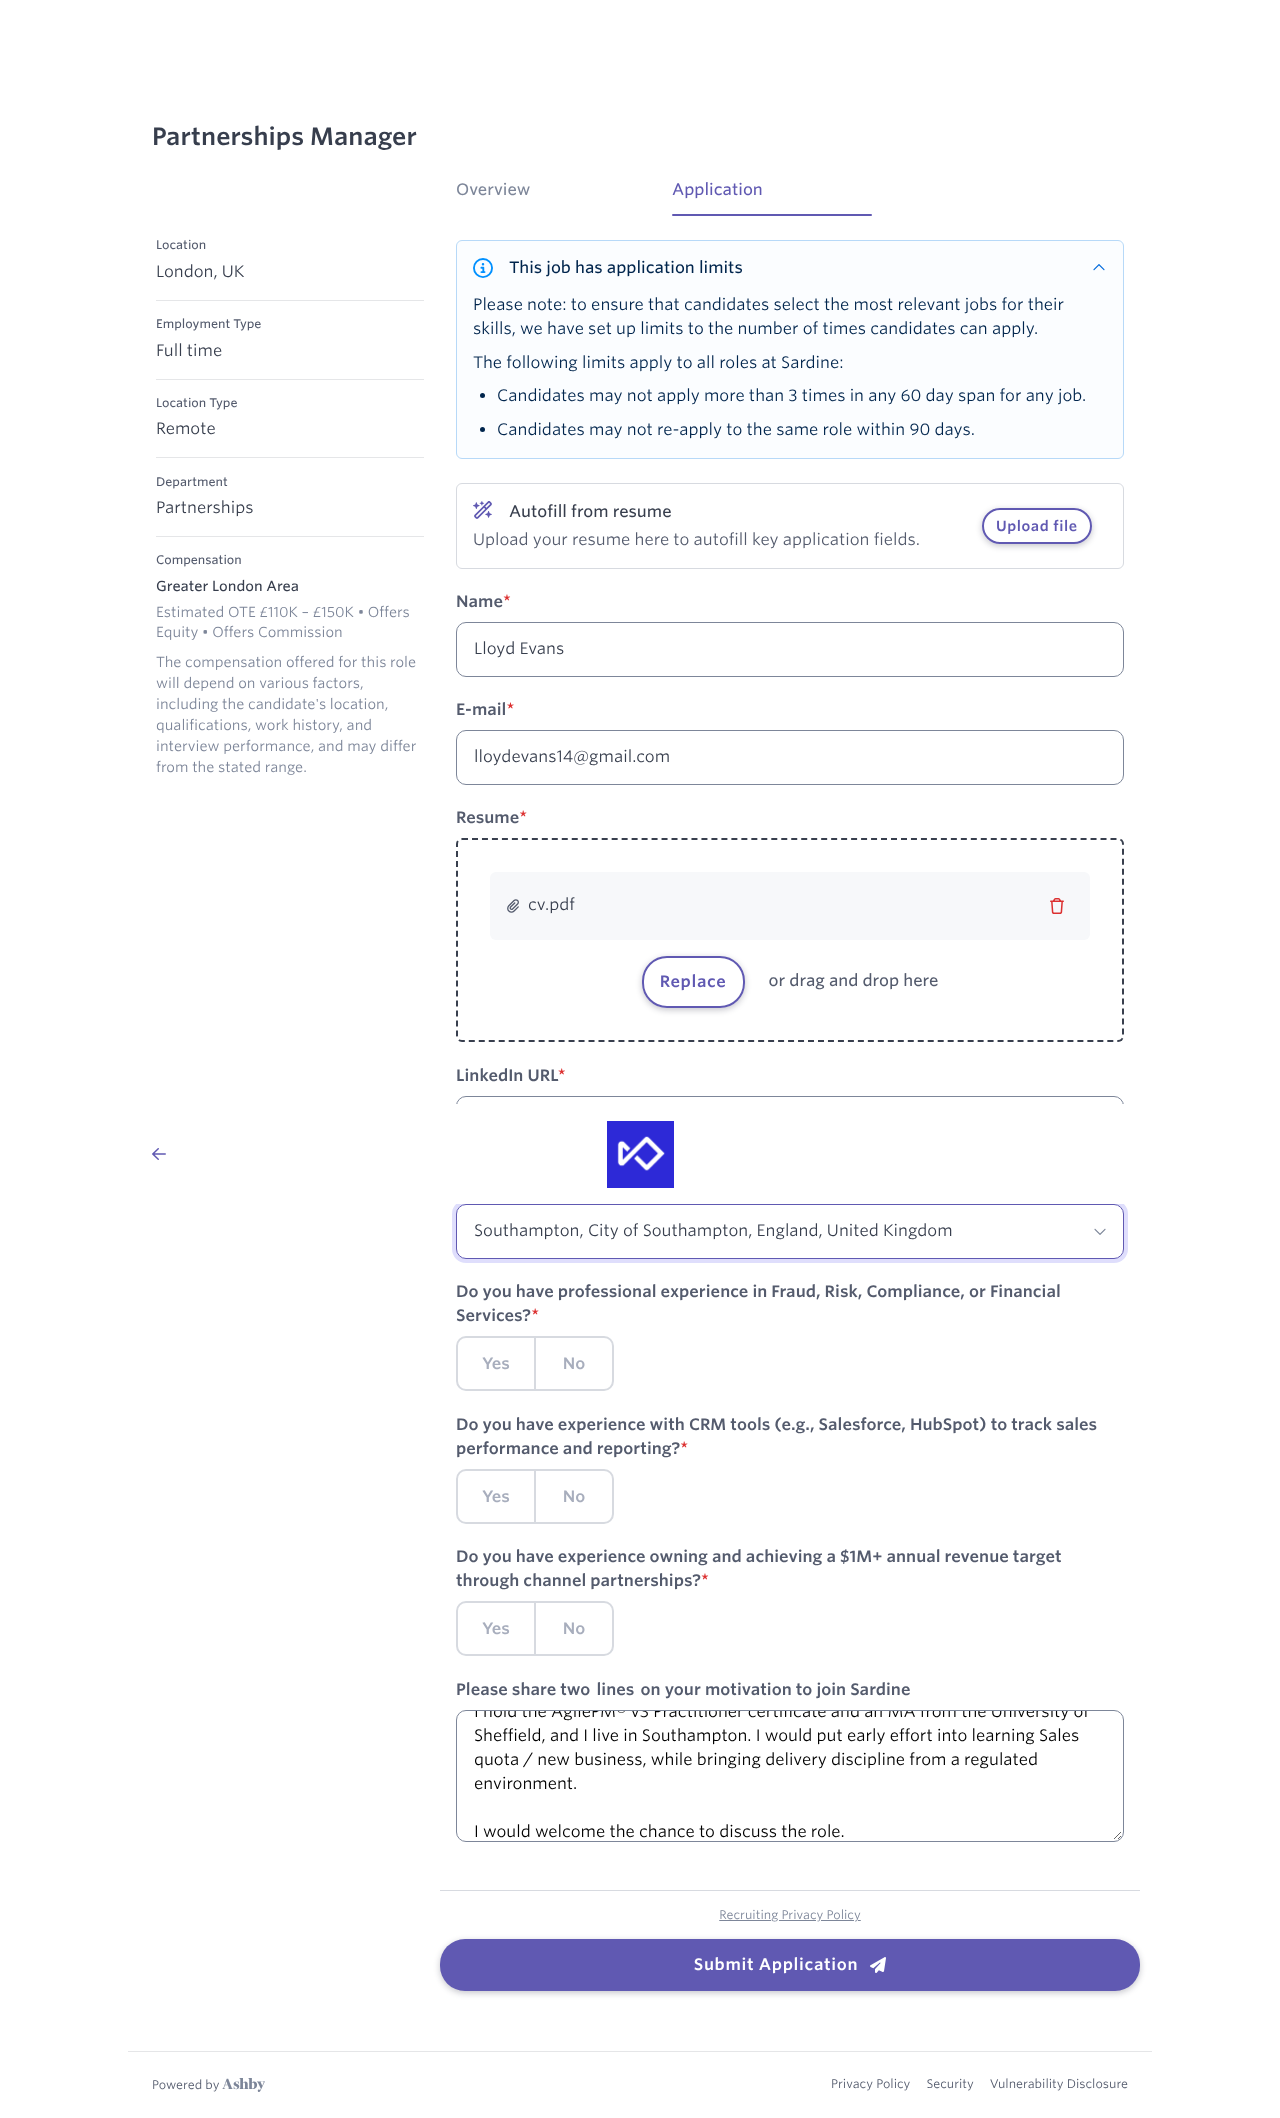 Partnerships Manager
Overview
Application
Location
London, UK
Employment Type
Full time
Location Type
Remote
Department
Partnerships
Compensation
Greater London Area
Estimated OTE £110K – £150K • Offers
Equity • Offers Commission
The compensation offered for this role
will depend on various factors,
including the candidate's location,
qualifications, work history, and
interview performance, and may differ
from the stated range.
This job has application limits
Please note: to ensure that candidates select the most relevant jobs for their
skills, we have set up limits to the number of times candidates can apply.
The following limits apply to all roles at Sardine:
• Candidates may not apply more than 3 times in any 60 day span for any job.
• Candidates may not re-apply to the same role within 90 days.
Autofill from resume
Upload your resume here to autofill key application fields.
Upload file
Name*
Lloyd Evans
E-mail*
lloydevans14@gmail.com
Resume*
cv.pdf
Replace
or drag and drop here
LinkedIn URL*
Southampton, City of Southampton, England, United Kingdom
Do you have professional experience in Fraud, Risk, Compliance, or Financial
Services?*
Yes
No
Do you have experience with CRM tools (e.g., Salesforce, HubSpot) to track sales
performance and reporting?*
Yes
No
Do you have experience owning and achieving a $1M+ annual revenue target
through channel partnerships?*
Yes
No
Please share two lines on your motivation to join Sardine
I hold the AgilePM® v3 Practitioner certificate and an MA from the University of
Sheffield, and I live in Southampton. I would put early effort into learning Sales
quota / new business, while bringing delivery discipline from a regulated
environment.
I would welcome the chance to discuss the role.
Recruiting Privacy Policy
Submit Application
Powered by Ashby
Privacy Policy
Security
Vulnerability Disclosure